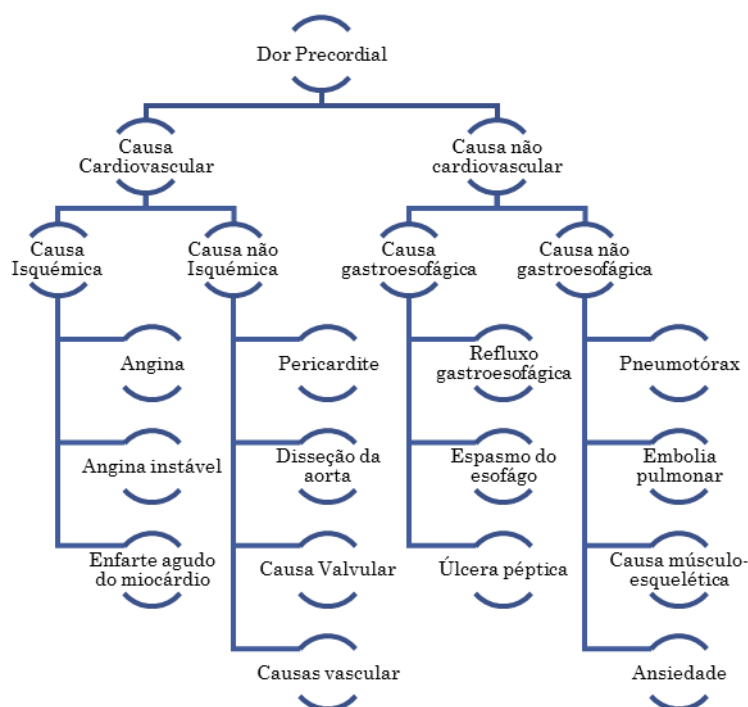 Dor Precordial
Causa
Cardiovascular
Causa não
cardiovascular
Causa
Isquémica
Causa não
Isquémica
Causa
gastroesofágica
Causa não
gastroesofágica
Angina
Angina instável
Enfarte agudo
do miocárdio
Pericardite
Disseção da
aorta
Causa Valvular
Causas vascular
Refluxo
gastroesofágica
Espasmo do
esofágo
Úlcera péptica
Pneumotórax
Embolia
pulmonar
Causa músculo-
esquelética
Ansiedade